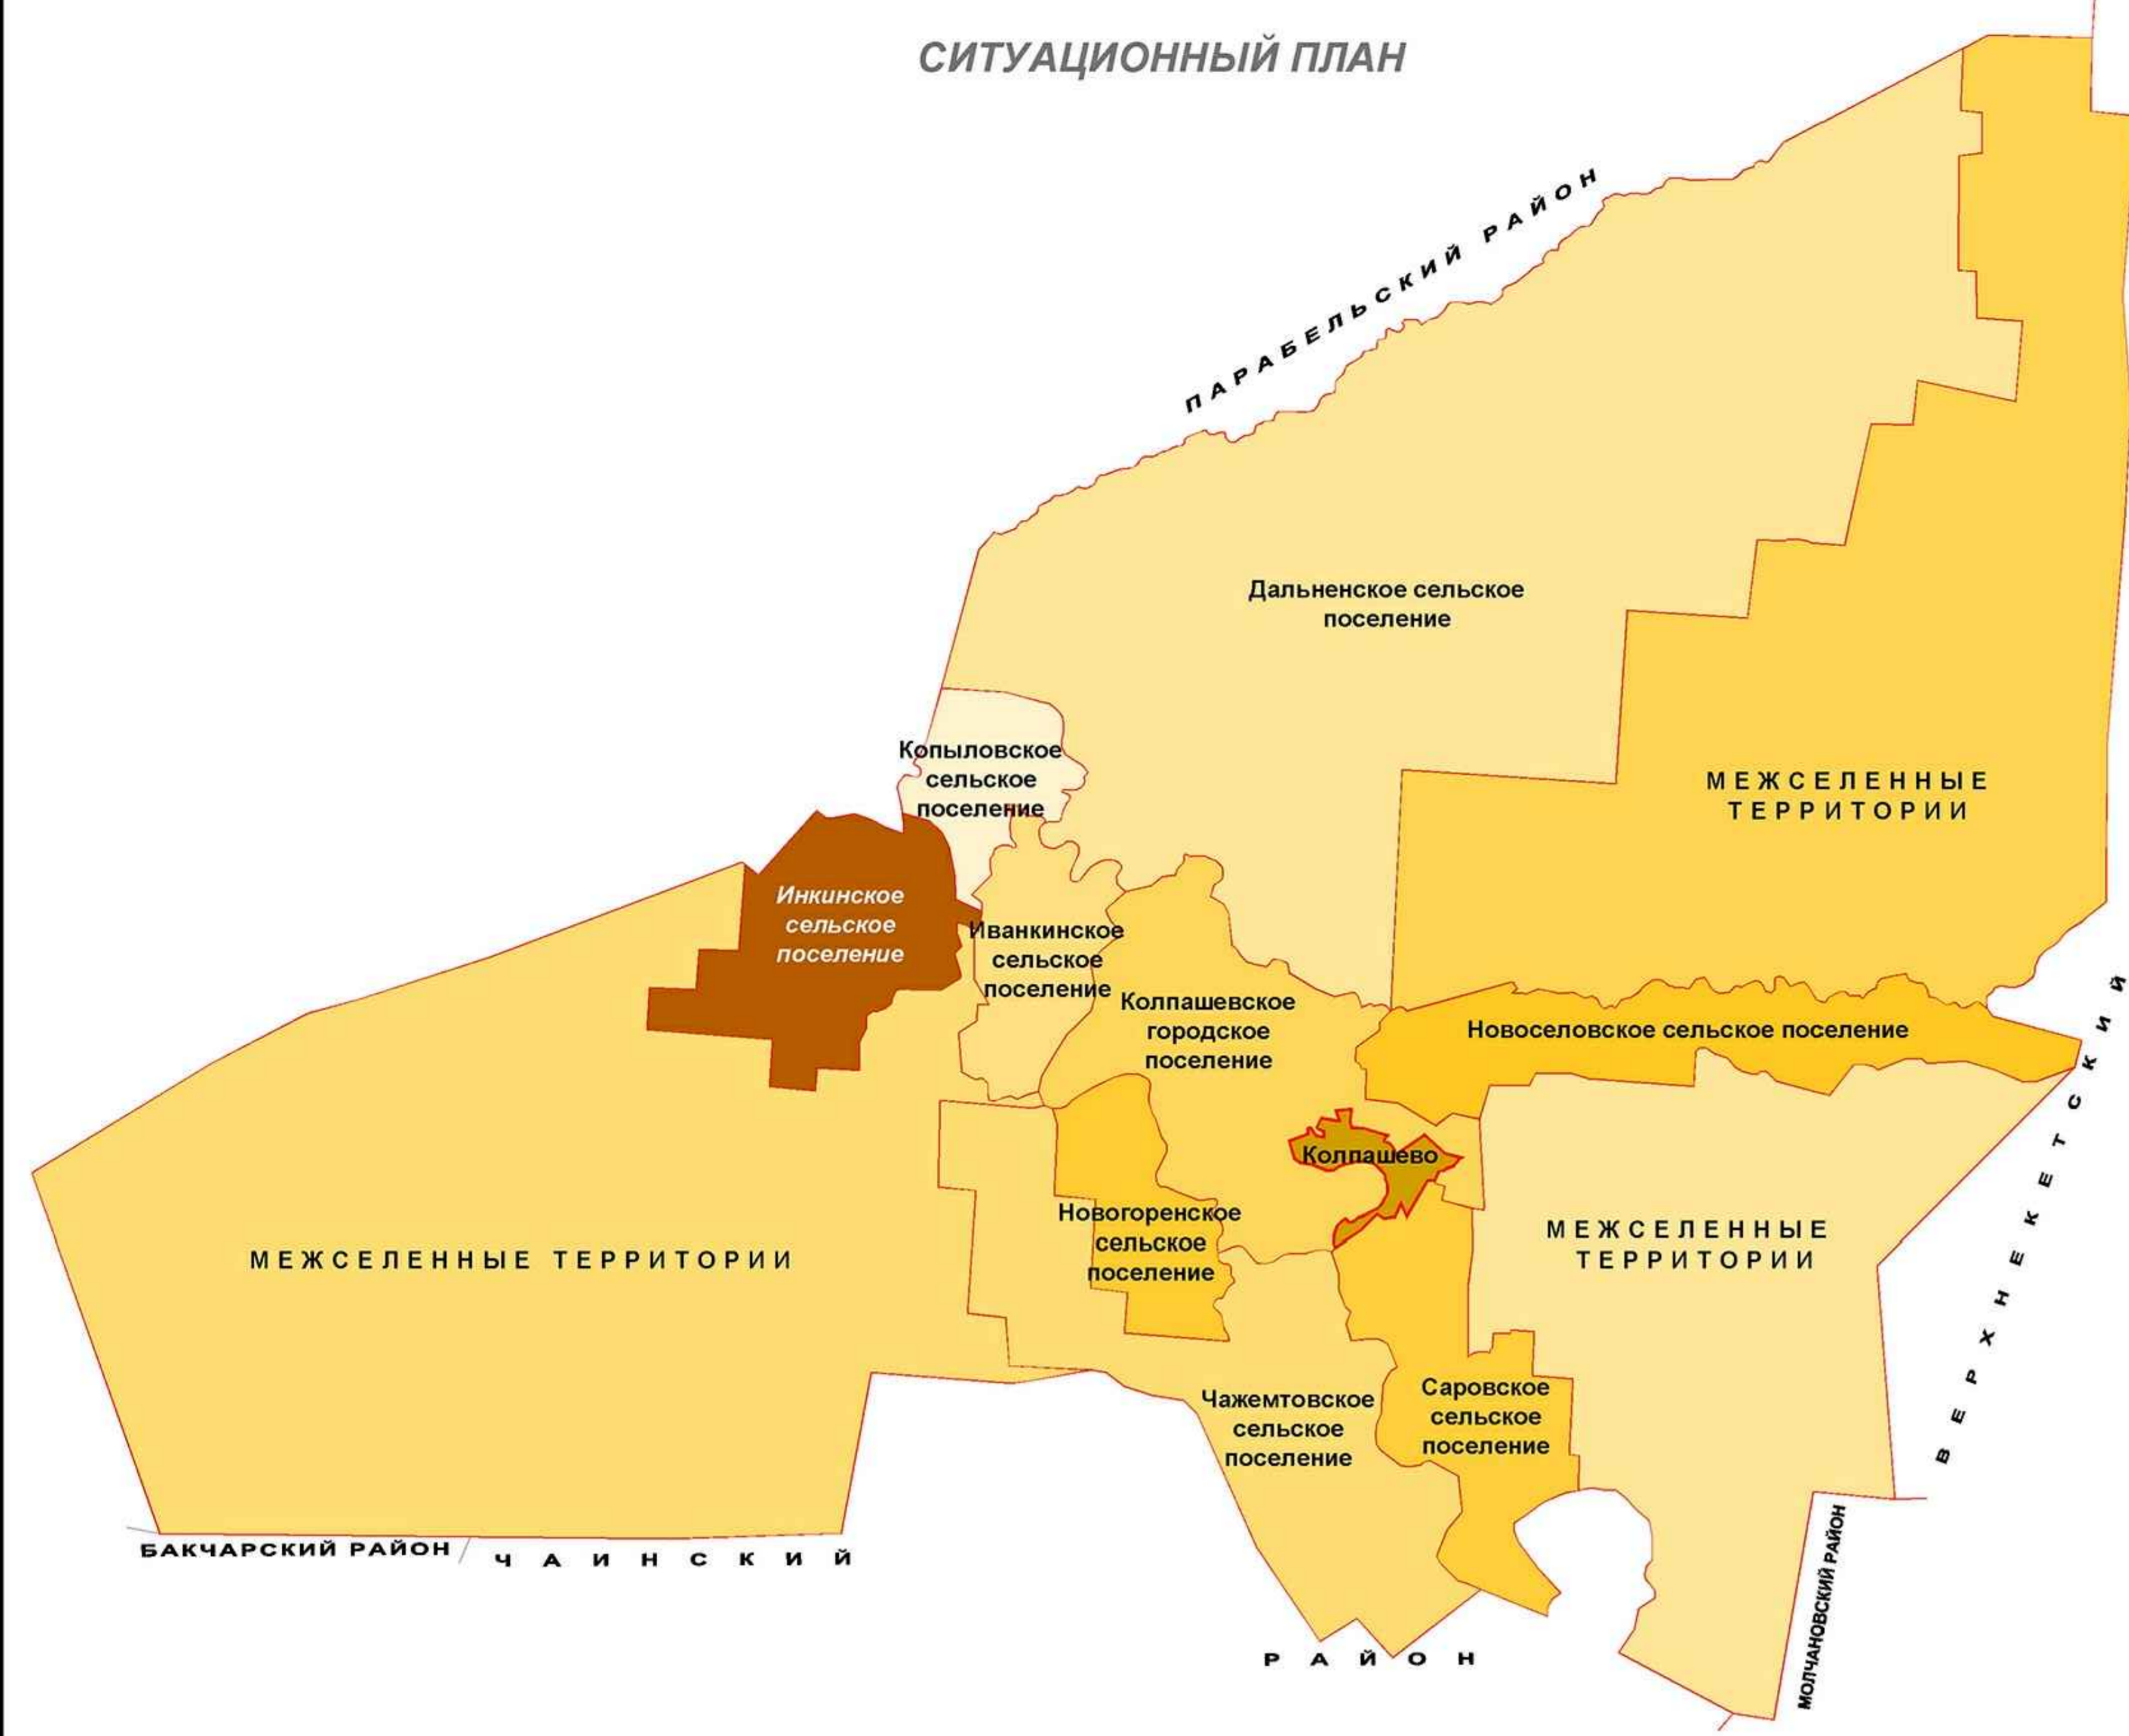 СИТУАЦИОННЫЙ ПЛАН
ПАРАБЕЛЬСКИЙ РАЙОН
Дальненское сельское
поселение
Копыловское
сельское
поселение
МЕЖСЕЛЕННЫЕ
ТЕРРИТОРИИ
Инкинское
сельское
поселение
Иванкинское
сельское
поселение
Колпашевское
городское
поселение
Новоселовское сельское поселение
Колпашево
Новогоренское
сельское
поселение
МЕЖСЕЛЕННЫЕ ТЕРРИТОРИИ
МЕЖСЕЛЕННЫЕ
ТЕРРИТОРИИ
Чажемтовское
сельское
поселение
Саровское
сельское
поселение
ВЕРХНЕКЕТСКИЙ
БАКЧАРСКИЙ РАЙОН
ЧАИНСКИЙ
РАЙОН
МОЛЧАНОВСКИЙ РАЙОН